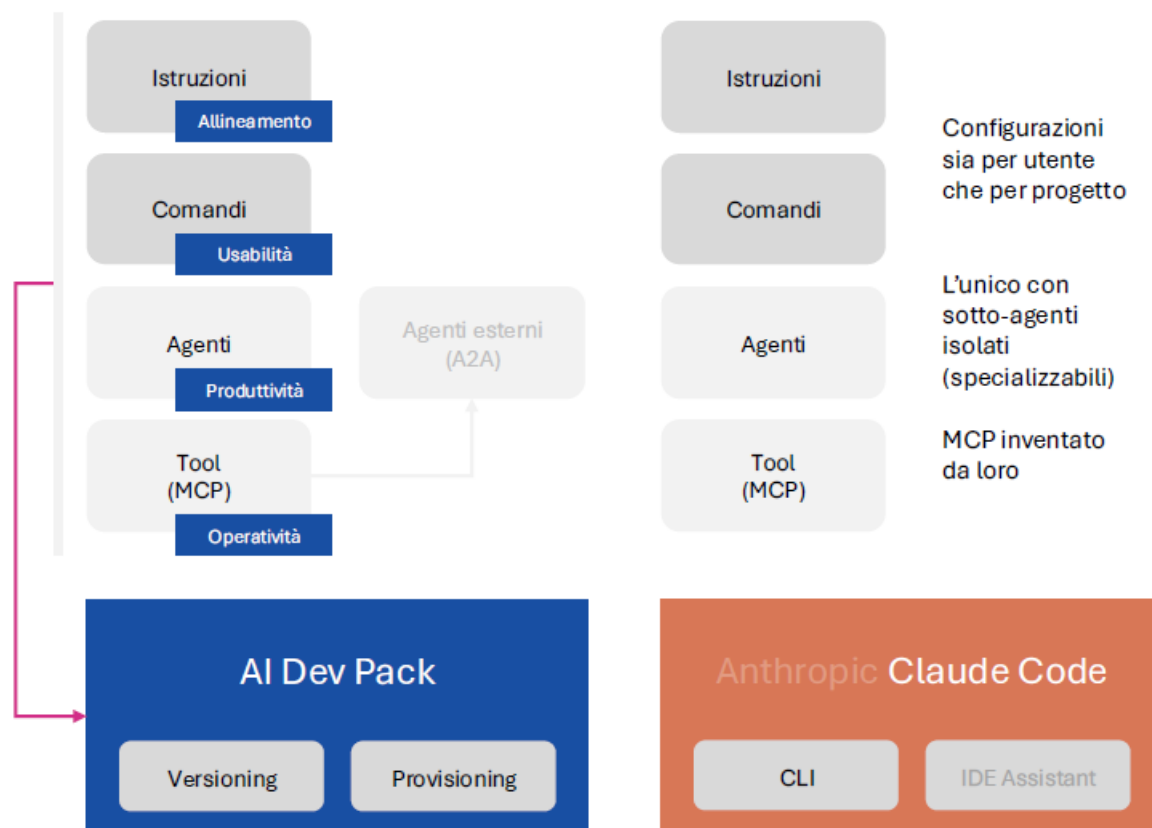 Istruzioni
Allineamento
Comandi
Usabilità
Agenti
Produttività
Agenti esterni
(A2A)
Tool
(MCP)
Operatività
AI Dev Pack
Versioning
Provisioning
Istruzioni
Comandi
Configurazioni
sia per utente
che per progetto
Agenti
L’unico con
sotto-agenti
isolati
(specializzabili)
Tool
(MCP)
MCP inventato
da loro
Anthropic Claude Code
CLI
IDE Assistant